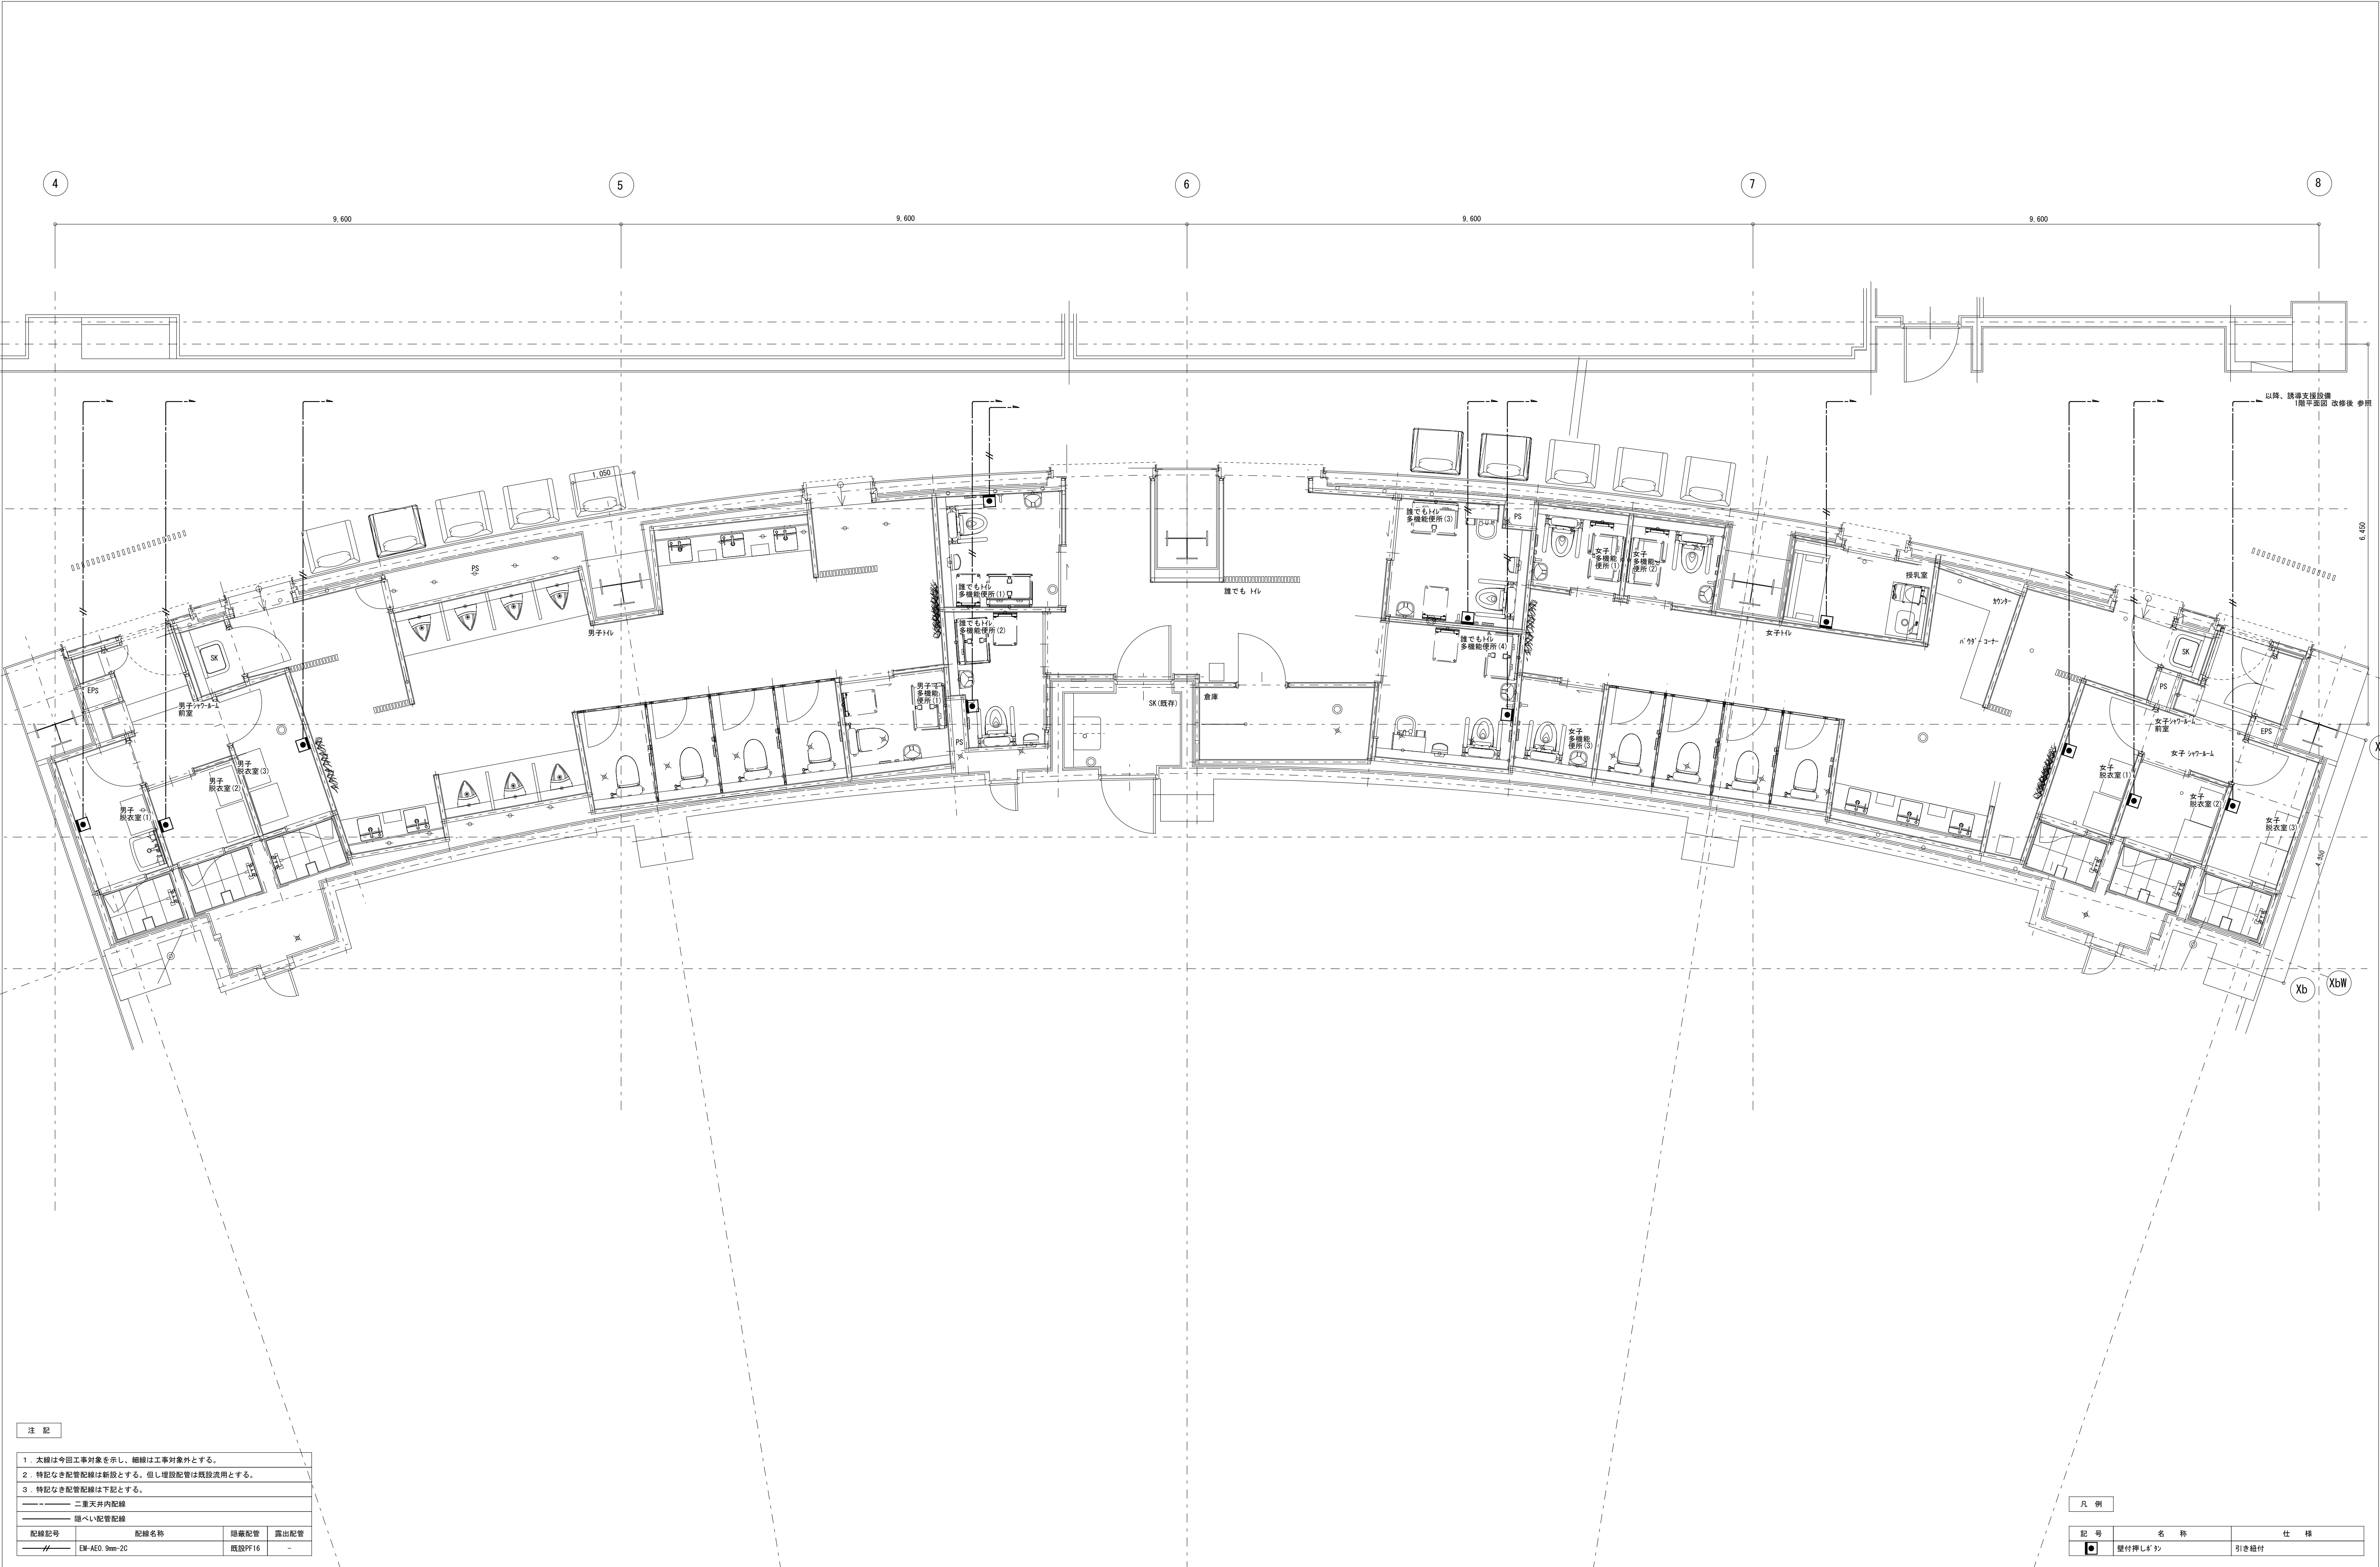 4
5
6
7
8
9,600
9,600
9,600
9,600
以降、誘導支援設備
1階平面図 改修後 参照
1,050
6,450
PS
誰でもトイレ
多機能便所(1)
誰でもトイレ
多機能便所(2)
男子トイレ
誰でも トイレ
誰でもトイレ
多機能便所(3)
PS
女子
多機能
便所(1)
女子
多機能
便所(2)
誰でもトイレ
多機能便所(4)
授乳室
カウンター
パウダーコーナー
女子トイレ
SK
EPS
男子シャワールーム
前室
男子
多機能
便所(1)
PS
SK(既存)
倉庫
女子
多機能
便所(3)
SK
PS
女子シャワールーム
前室
EPS
女子 シャワールーム
男子
脱衣室(3)
男子
脱衣室(2)
男子
脱衣室(1)
女子
脱衣室(1)
女子
脱衣室(2)
女子
脱衣室(3)
4,350
X
Xb
XbW
注 記
1．太線は今回工事対象を示し、細線は工事対象外とする。
2．特記なき配管配線は新設とする。但し埋設配管は既設流用とする。
3．特記なき配管配線は下記とする。
二重天井内配線
隠ぺい配管配線
配線記号 配線名称 隠蔽配管 露出配管
EM-AE0.9mm-2C 既設PF16 -
凡 例
記 号 名 称 仕 様
壁付押しボタン 引き紐付